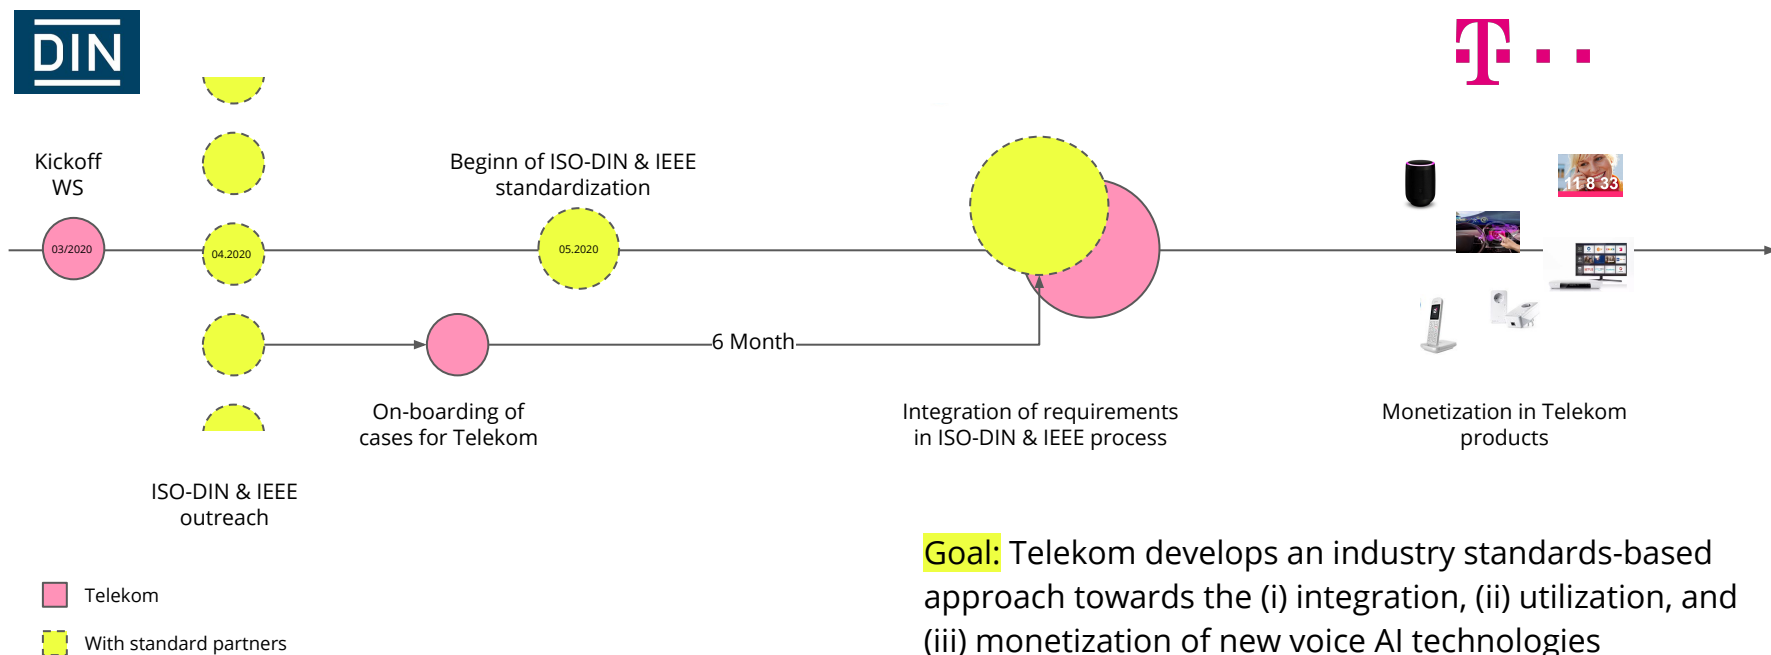 DIN
T
Kickoff
WS
Beginn of ISO-DIN & IEEE
standardization
11 8 33
03/2020
04.2020
05.2020
6 Month
On-boarding of
cases for Telekom
Integration of requirements
in ISO-DIN & IEEE process
Monetization in Telekom
products
ISO-DIN & IEEE
outreach
Goal: Telekom develops an industry standards-based
approach towards the (i) integration, (ii) utilization, and
(iii) monetization of new voice AI technologies
Telekom
With standard partners